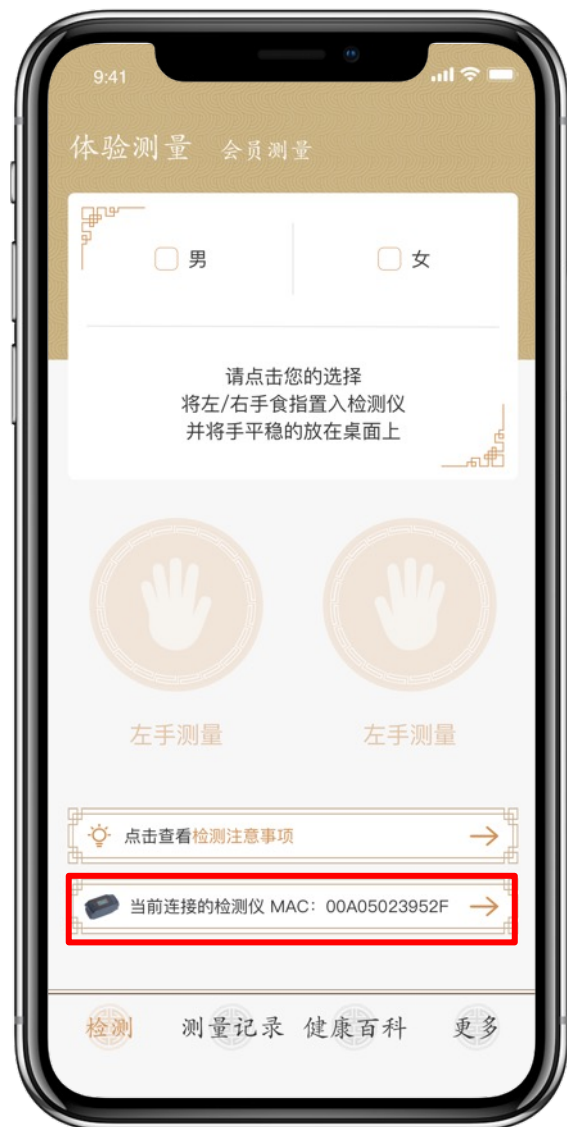 9:41
体验测量 会员测量
男 女
请点击您的选择
将左/右手食指置入检测仪
并将手平稳的放在桌面上
左手测量 左手测量
点击查看检测注意事项
当前连接的检测仪 MAC：00A05023952F
检测 测量记录 健康百科 更多